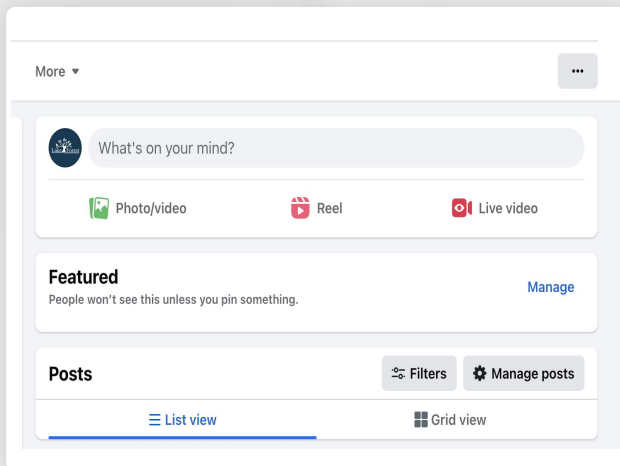 More
What's on your mind?
Photo/video
Reel
Live video
Featured
People won't see this unless you pin something.
Manage
Posts
Filters
Manage posts
List view
Grid view